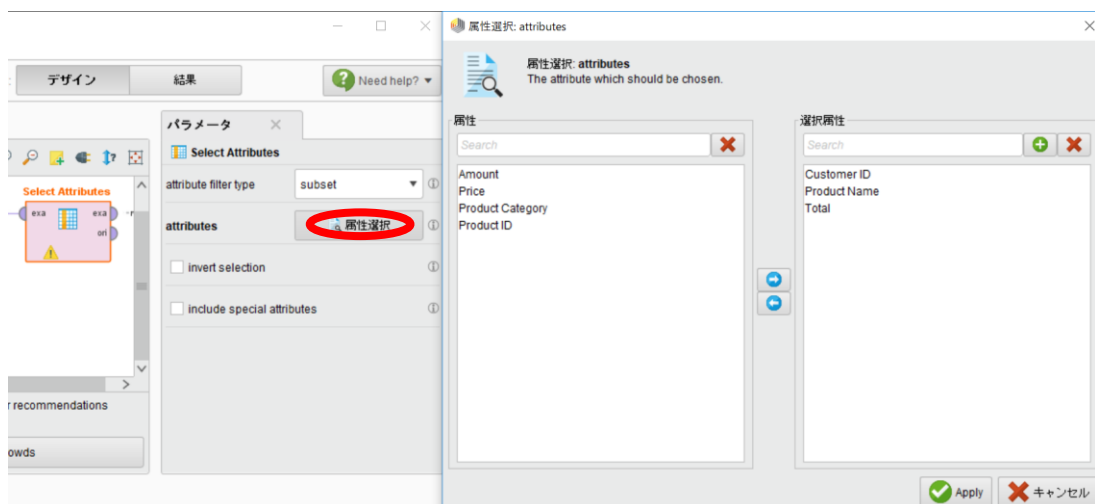 デザイン
結果
Need help?
パラメータ
Select Attributes
attribute filter type
subset
attributes
属性選択
invert selection
include special attributes
Select Attributes
exa
exa
ori
r recommendations
owds
属性選択: attributes
属性選択: attributes
The attribute which should be chosen.
属性
Search
Amount
Price
Product Category
Product ID
選択属性
Search
Customer ID
Product Name
Total
Apply
キャンセル